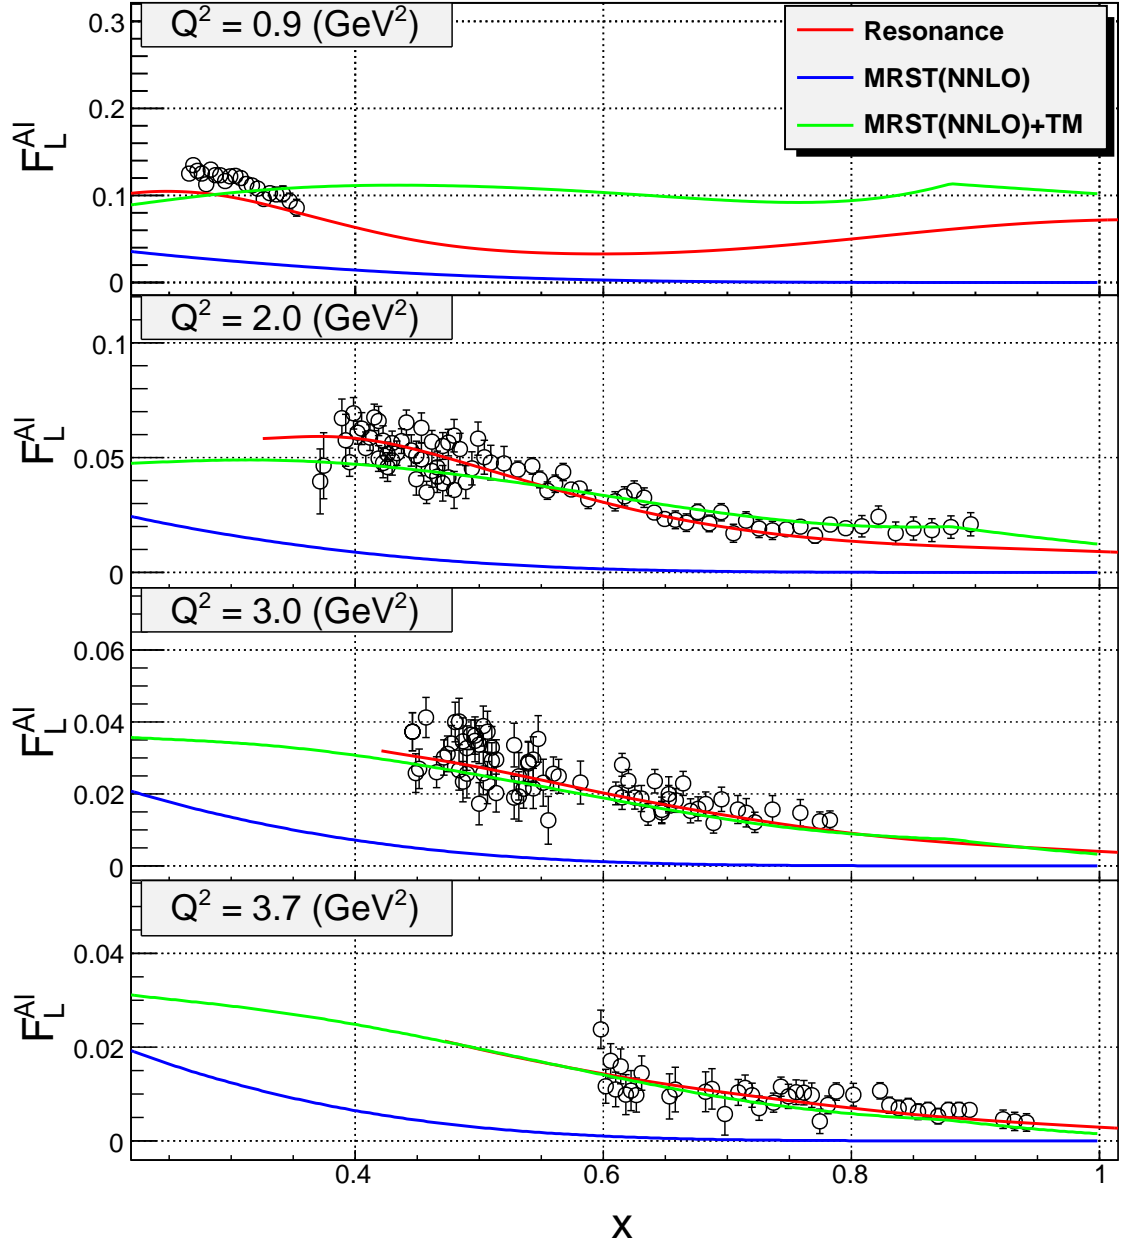 Q² = 0.9 (GeV²)
Resonance
MRST(NNLO)
MRST(NNLO)+TM
0.3
0.2
0.1
0
F_L^Al
Q² = 2.0 (GeV²)
0.1
0.05
0
F_L^Al
Q² = 3.0 (GeV²)
0.06
0.04
0.02
0
F_L^Al
Q² = 3.7 (GeV²)
0.04
0.02
0
F_L^Al
0.4 0.6 0.8 1
x